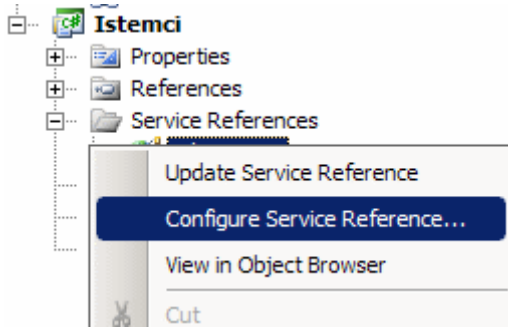 Istemci
Properties
References
Service References
Update Service Reference
Configure Service Reference...
View in Object Browser
Cut